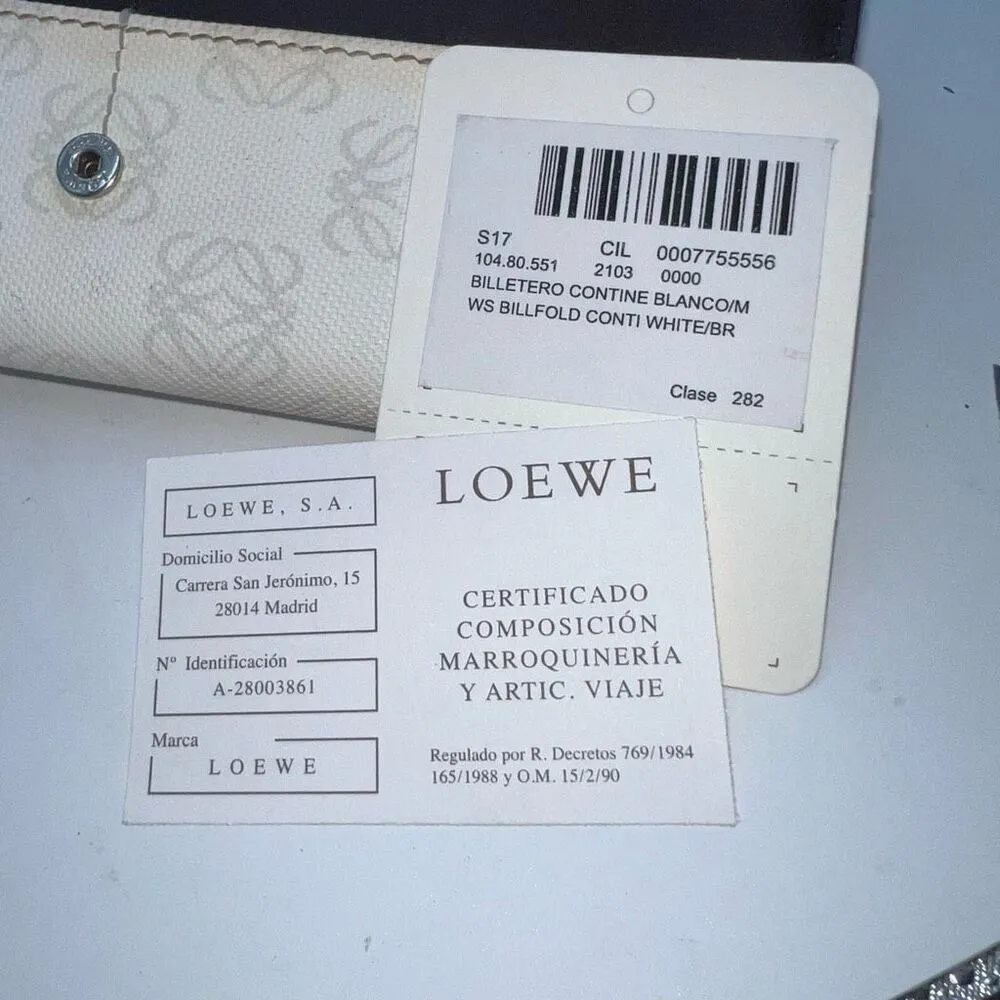 S17 CIL 0007755556
104.80.551 2103 0000
BILLETERO CONTINE BLANCO/M
WS BILLFOLD CONTI WHITE/BR
Clase 282
LOEWE, S.A.
Domicilio Social
Carrera San Jerónimo, 15
28014 Madrid
Nº Identificación
A-28003861
Marca
LOEWE
LOEWE
CERTIFICADO
COMPOSICIÓN
MARROQUINERÍA
Y ARTIC. VIAJE
Regulado por R. Decretos 769/1984
165/1988 y O.M. 15/2/90